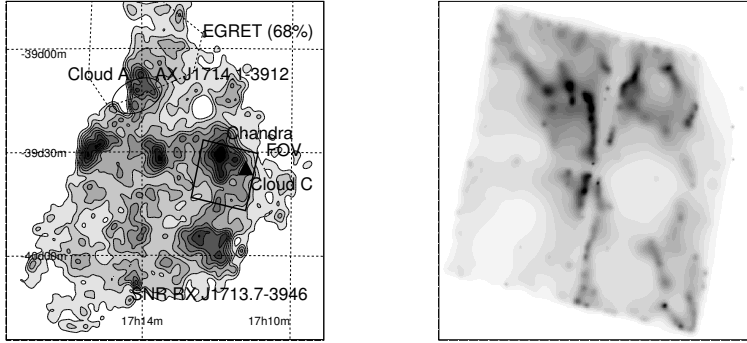 EGRET (68%)
-39d00m
Cloud A AX J1714.1-3912
Chandra
-39d30m
FOV
Cloud C
-40d00m
SNR RX J1713.7-3946
17h14m
17h10m